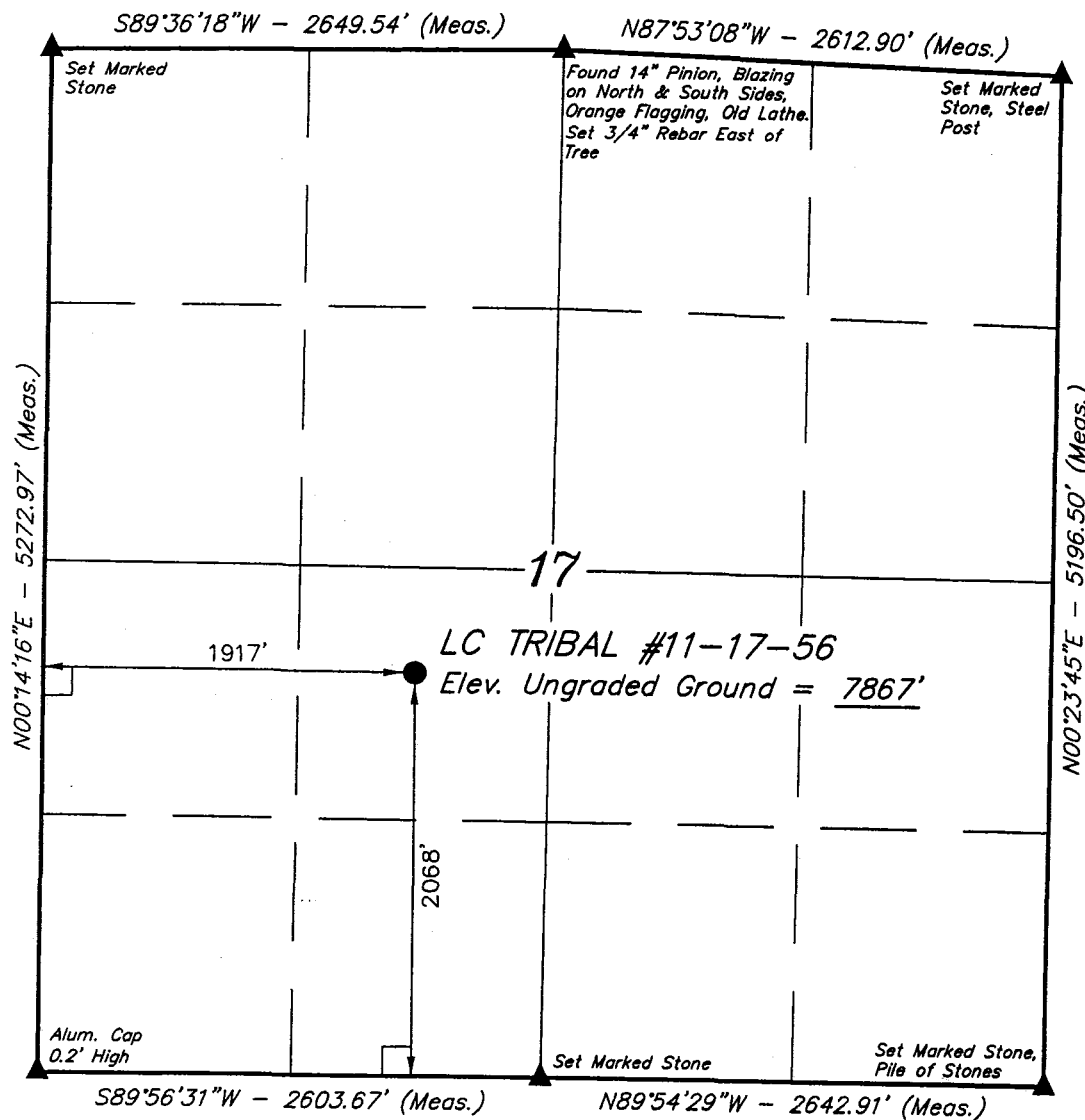 S89°36'18"W - 2649.54' (Meas.)
N87°53'08"W - 2612.90' (Meas.)
Set Marked
Stone
Found 14" Pinion, Blazing
on North & South Sides,
Orange Flagging, Old Lathe.
Set 3/4" Rebar East of
Tree
Set Marked
Stone, Steel
Post
N00°14'16"E - 5272.97' (Meas.)
N00°23'45"E - 5196.50' (Meas.)
17
LC TRIBAL #11-17-56
Elev. Ungraded Ground = 7867'
1917'
2068'
Alum. Cap
0.2' High
Set Marked Stone
Set Marked Stone,
Pile of Stones
S89°56'31"W - 2603.67' (Meas.)
N89°54'29"W - 2642.91' (Meas.)